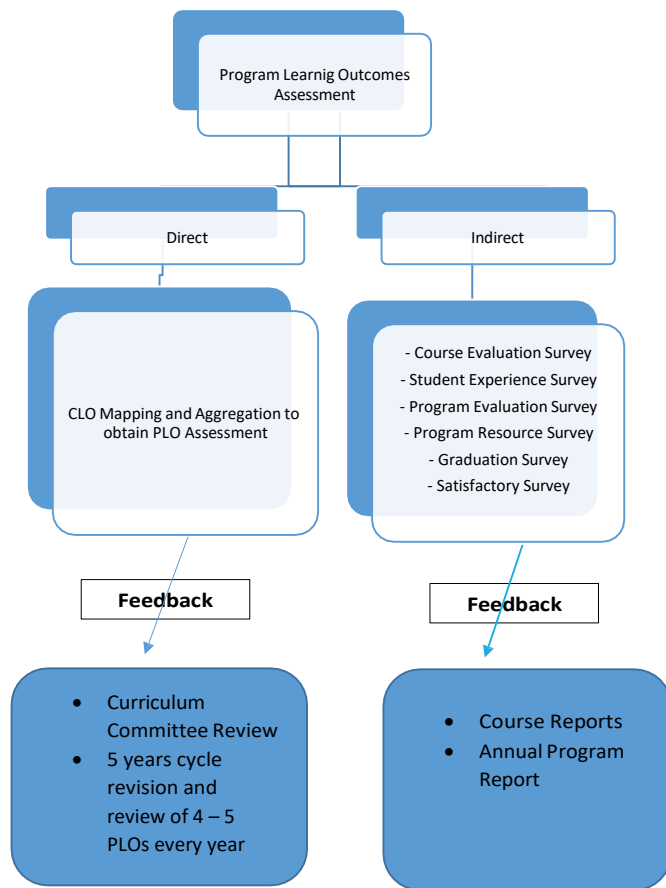 Program Learnig Outcomes
Assessment
Direct
Indirect
CLO Mapping and Aggregation to
obtain PLO Assessment
- Course Evaluation Survey
- Student Experience Survey
- Program Evaluation Survey
- Program Resource Survey
- Graduation Survey
- Satisfactory Survey
Feedback
Feedback
• Curriculum
Committee Review
• 5 years cycle
revision and
review of 4 – 5
PLOs every year
• Course Reports
• Annual Program
Report